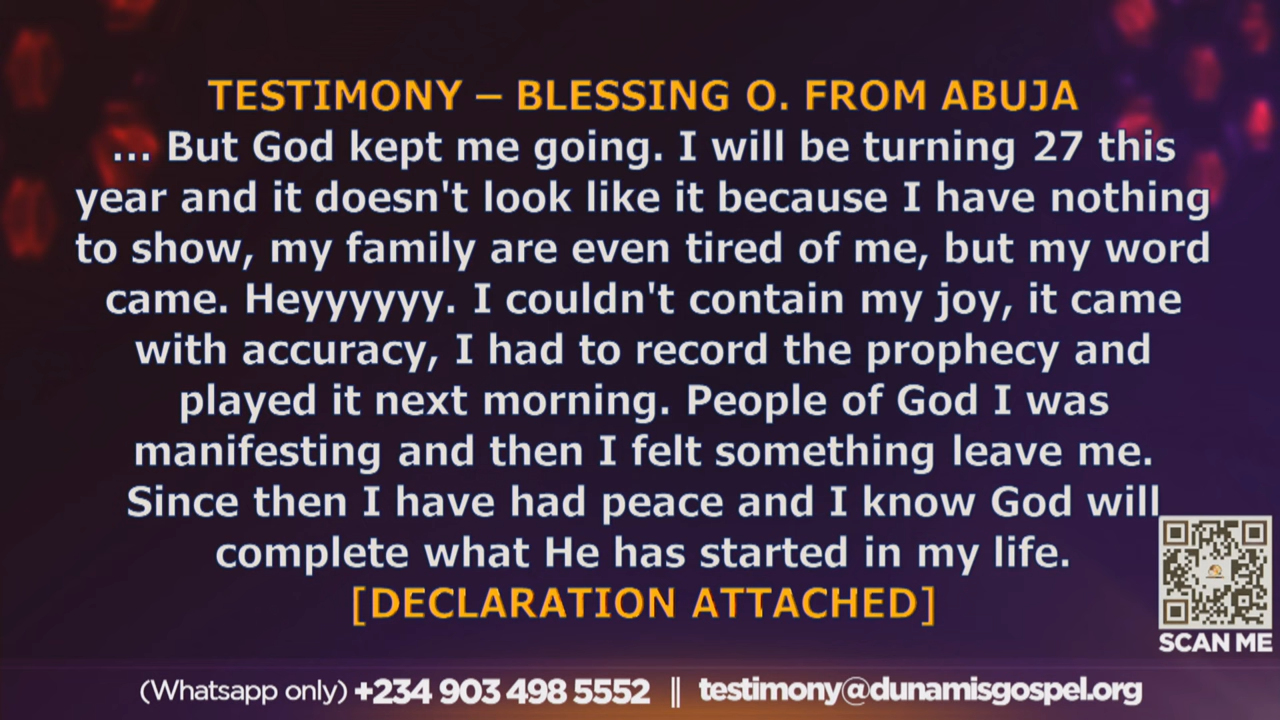 TESTIMONY – BLESSING O. FROM ABUJA
... But God kept me going. I will be turning 27 this
year and it doesn't look like it because I have nothing
to show, my family are even tired of me, but my word
came. Heyyyyyy. I couldn't contain my joy, it came
with accuracy, I had to record the prophecy and
played it next morning. People of God I was
manifesting and then I felt something leave me.
Since then I have had peace and I know God will
complete what He has started in my life.
[DECLARATION ATTACHED]
SCAN ME
(Whatsapp only) +234 903 498 5552 || testimony@dunamisgospel.org